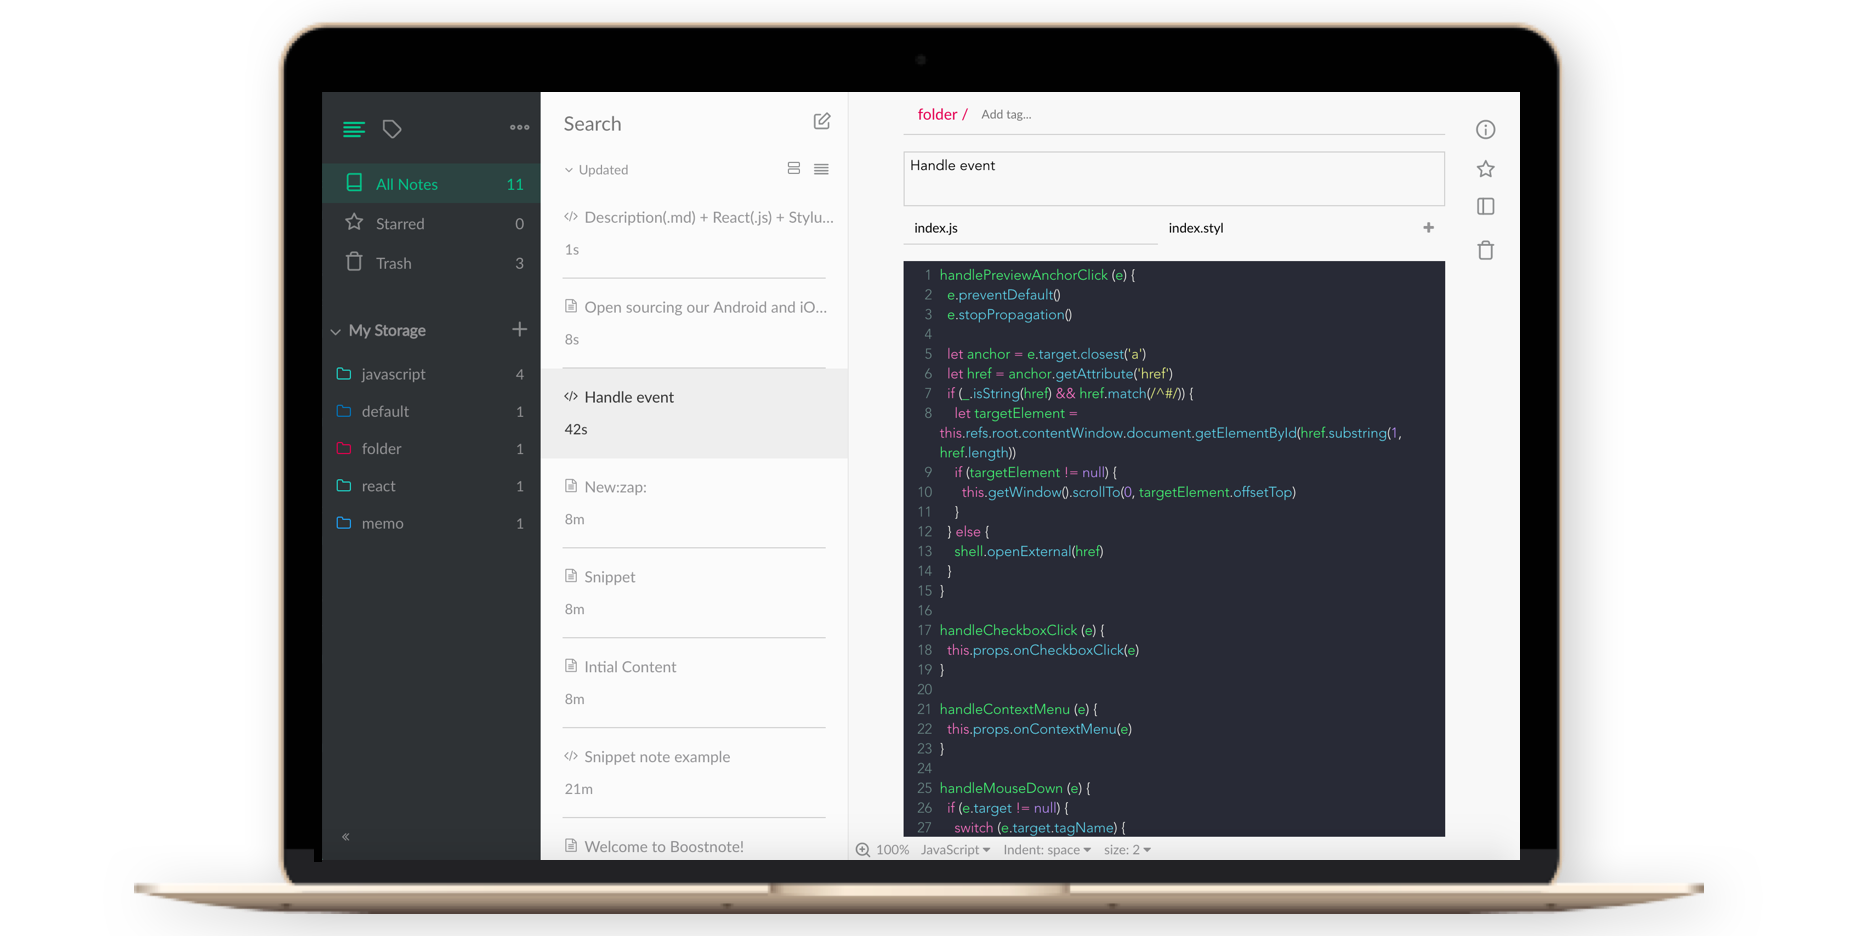 All Notes 11
Starred 0
Trash 3
My Storage
javascript 4
default 1
folder 1
react 1
memo 1
Search
Updated
Description(.md) + React(.js) + Stylu...
1s
Open sourcing our Android and iO...
8s
Handle event
42s
New:zap:
8m
Snippet
8m
Intial Content
8m
Snippet note example
21m
Welcome to Boostnote!
folder / Add tag...
Handle event
index.js index.styl
1 handlePreviewAnchorClick (e) {
2 e.preventDefault()
3 e.stopPropagation()
4
5 let anchor = e.target.closest('a')
6 let href = anchor.getAttribute('href')
7 if (_.isString(href) && href.match(/^#/)) {
8 let targetElement =
this.refs.root.contentWindow.document.getElementById(href.substring(1,
href.length))
9 if (targetElement != null) {
10 this.getWindow().scrollTo(0, targetElement.offsetTop)
11 }
12 } else {
13 shell.openExternal(href)
14 }
15 }
16
17 handleCheckboxClick (e) {
18 this.props.onCheckboxClick(e)
19 }
20
21 handleContextMenu (e) {
22 this.props.onContextMenu(e)
23 }
24
25 handleMouseDown (e) {
26 if (e.target != null) {
27 switch (e.target.tagName) {
100% JavaScript Indent: space size: 2